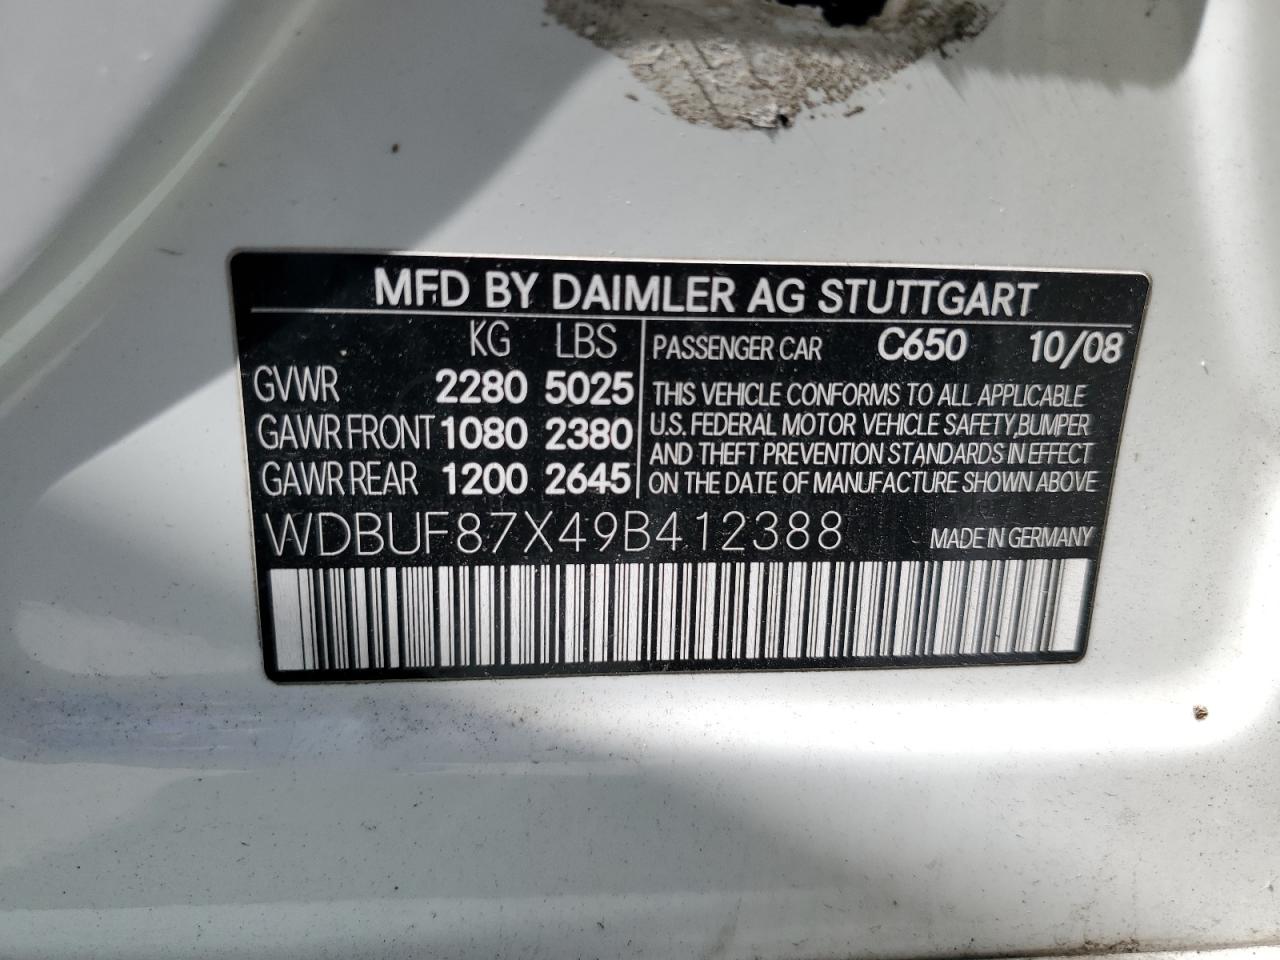 MFD BY DAIMLER AG STUTTGART
KG LBS
GVWR 2280 5025
GAWR FRONT 1080 2380
GAWR REAR 1200 2645
PASSENGER CAR C650 10/08
THIS VEHICLE CONFORMS TO ALL APPLICABLE
U.S. FEDERAL MOTOR VEHICLE SAFETY,BUMPER
AND THEFT PREVENTION STANDARDS IN EFFECT
ON THE DATE OF MANUFACTURE SHOWN ABOVE
WDBUF87X49B412388 MADE IN GERMANY